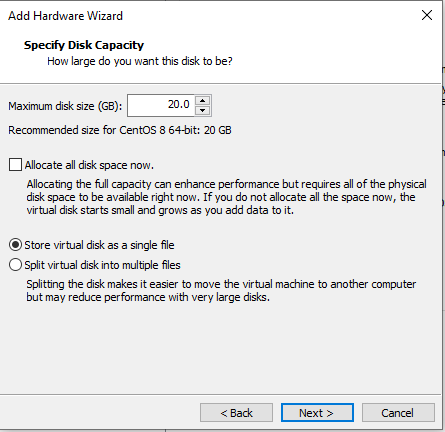 Add Hardware Wizard
Specify Disk Capacity
How large do you want this disk to be?
Maximum disk size (GB): 20.0
Recommended size for CentOS 8 64-bit: 20 GB
Allocate all disk space now.
Allocating the full capacity can enhance performance but requires all of the physical
disk space to be available right now. If you do not allocate all the space now, the
virtual disk starts small and grows as you add data to it.
Store virtual disk as a single file
Split virtual disk into multiple files
Splitting the disk makes it easier to move the virtual machine to another computer
but may reduce performance with very large disks.
< Back Next > Cancel